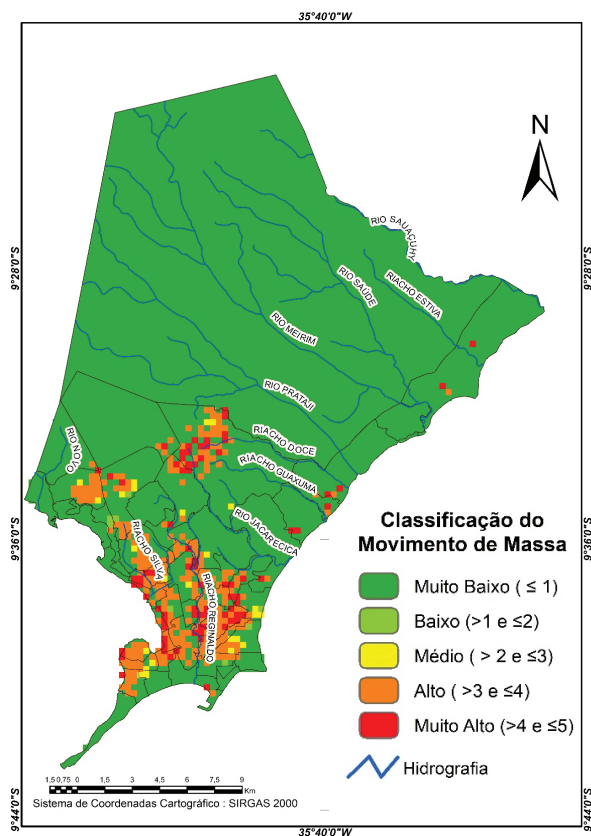 35°40'0"W
N
9°28'0"S
9°28'0"S
RIO SAUAÇUHY
RIO SAÚDE
RIACHO ESTIVA
RIO MEIRIM
RIO PRATAJI
RIACHO DOCE
RIO NOVO
RIACHO GUAXUMA
RIO JACARECICA
9°36'0"S
9°36'0"S
RIACHO SILVA
RIACHO REGINALDO
Classificação do
Movimento de Massa
Muito Baixo ( ≤ 1)
Baixo (>1 e ≤2)
Médio ( > 2 e ≤3)
Alto ( >3 e ≤4)
Muito Alto (>4 e ≤5)
Hidrografia
1,5 0,75 0 1,5 3 4,5 6 7,5 9
Km
Sistema de Coordenadas Cartográfico : SIRGAS 2000
9°44'0"S
9°44'0"S
35°40'0"W